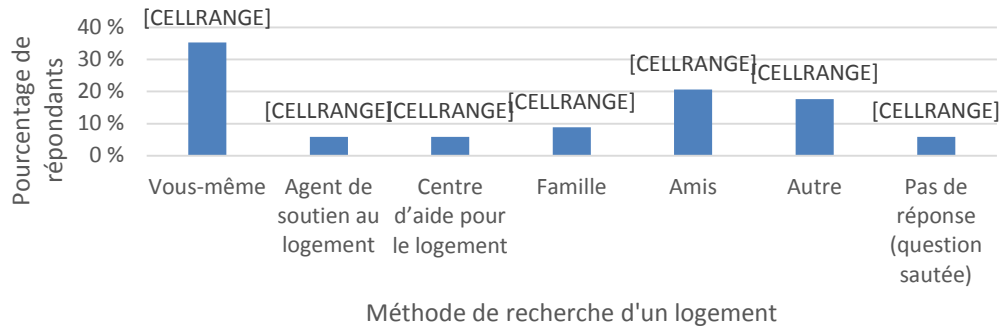 [CELLRANGE]
[CELLRANGE]
[CELLRANGE]
[CELLRANGE]
[CELLRANGE]
[CELLRANGE]
[CELLRANGE]
Pourcentage de
répondants
40 %
30 %
20 %
10 %
0 %
Vous-même
Agent de
soutien au
logement
Centre
d’aide pour
le logement
Famille
Amis
Autre
Pas de
réponse
(question
sautée)
Méthode de recherche d'un logement